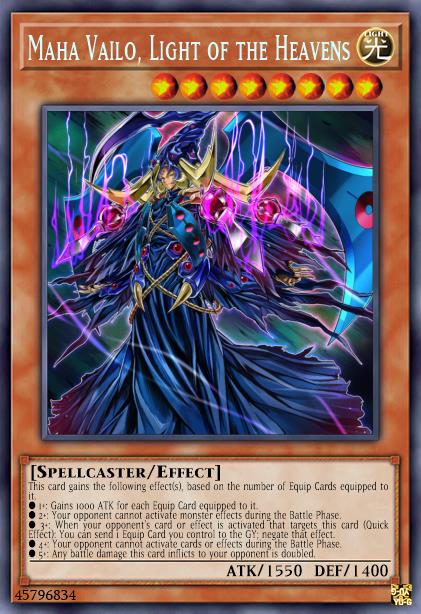 MAHA VAILO, LIGHT OF THE HEAVENS
LIGHT
光
[SPELLCASTER/EFFECT]
This card gains the following effect(s), based on the number of Equip Cards equipped to
it.
● 1+: Gains 1000 ATK for each Equip Card equipped to it.
● 2+: Your opponent cannot activate monster effects during the Battle Phase.
● 3+: When your opponent's card or effect is activated that targets this card (Quick
Effect): You can send 1 Equip Card you control to the GY; negate that effect.
● 4+: Your opponent cannot activate cards or effects during the Battle Phase.
● 5+: Any battle damage this card inflicts to your opponent is doubled.
ATK/1550 DEF/1400
45796834